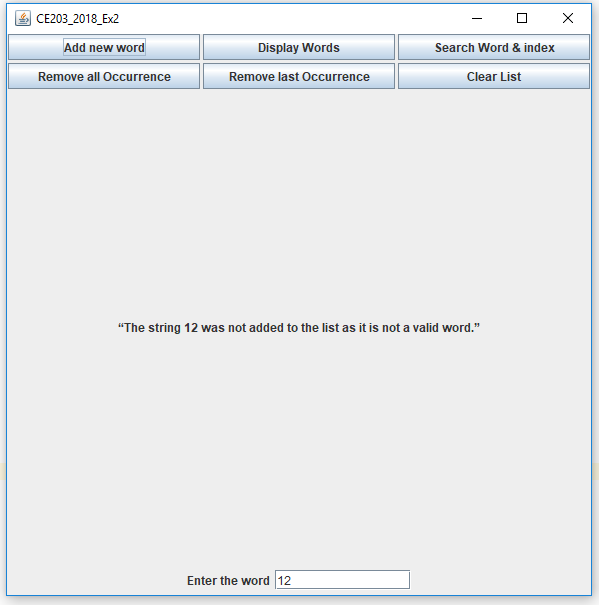 CE203_2018_Ex2
Add new word Display Words Search Word & index
Remove all Occurrence Remove last Occurrence Clear List
“The string 12 was not added to the list as it is not a valid word.”
Enter the word 12